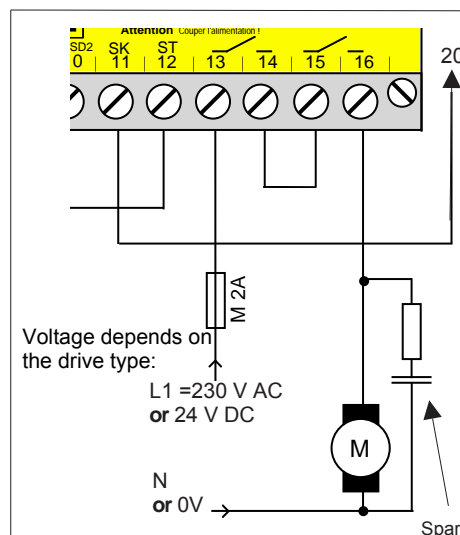 Attention Couper l'alimentation !
SD2 SK ST
0 11 12 13 14 15 16
20
M 2A
Voltage depends on
the drive type:
L1 =230 V AC
or 24 V DC
M
N
or 0V
Spar